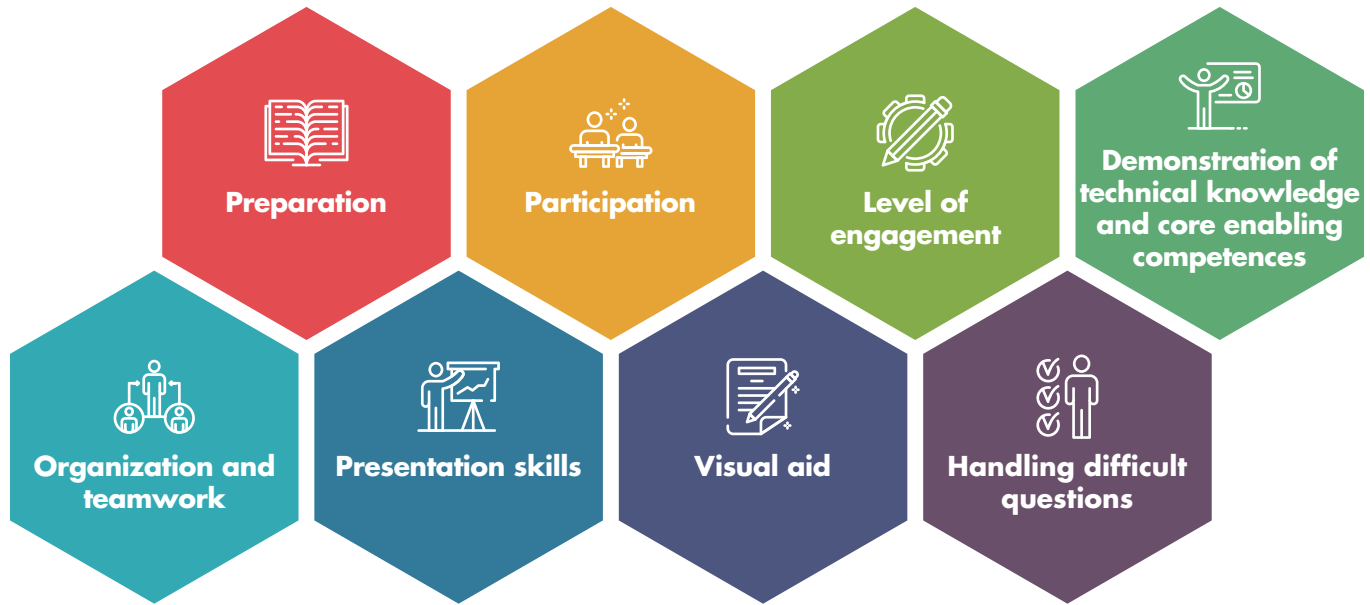 Preparation
Participation
Level of
engagement
Demonstration of
technical knowledge
and core enabling
competences
Organization and
teamwork
Presentation skills
Visual aid
Handling difficult
questions